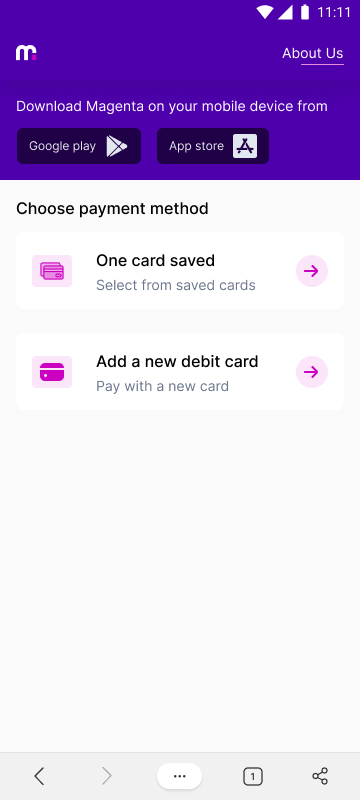 11:11
m.
About Us
Download Magenta on your mobile device from
Google play
App store
Choose payment method
One card saved
Select from saved cards
Add a new debit card
Pay with a new card
1